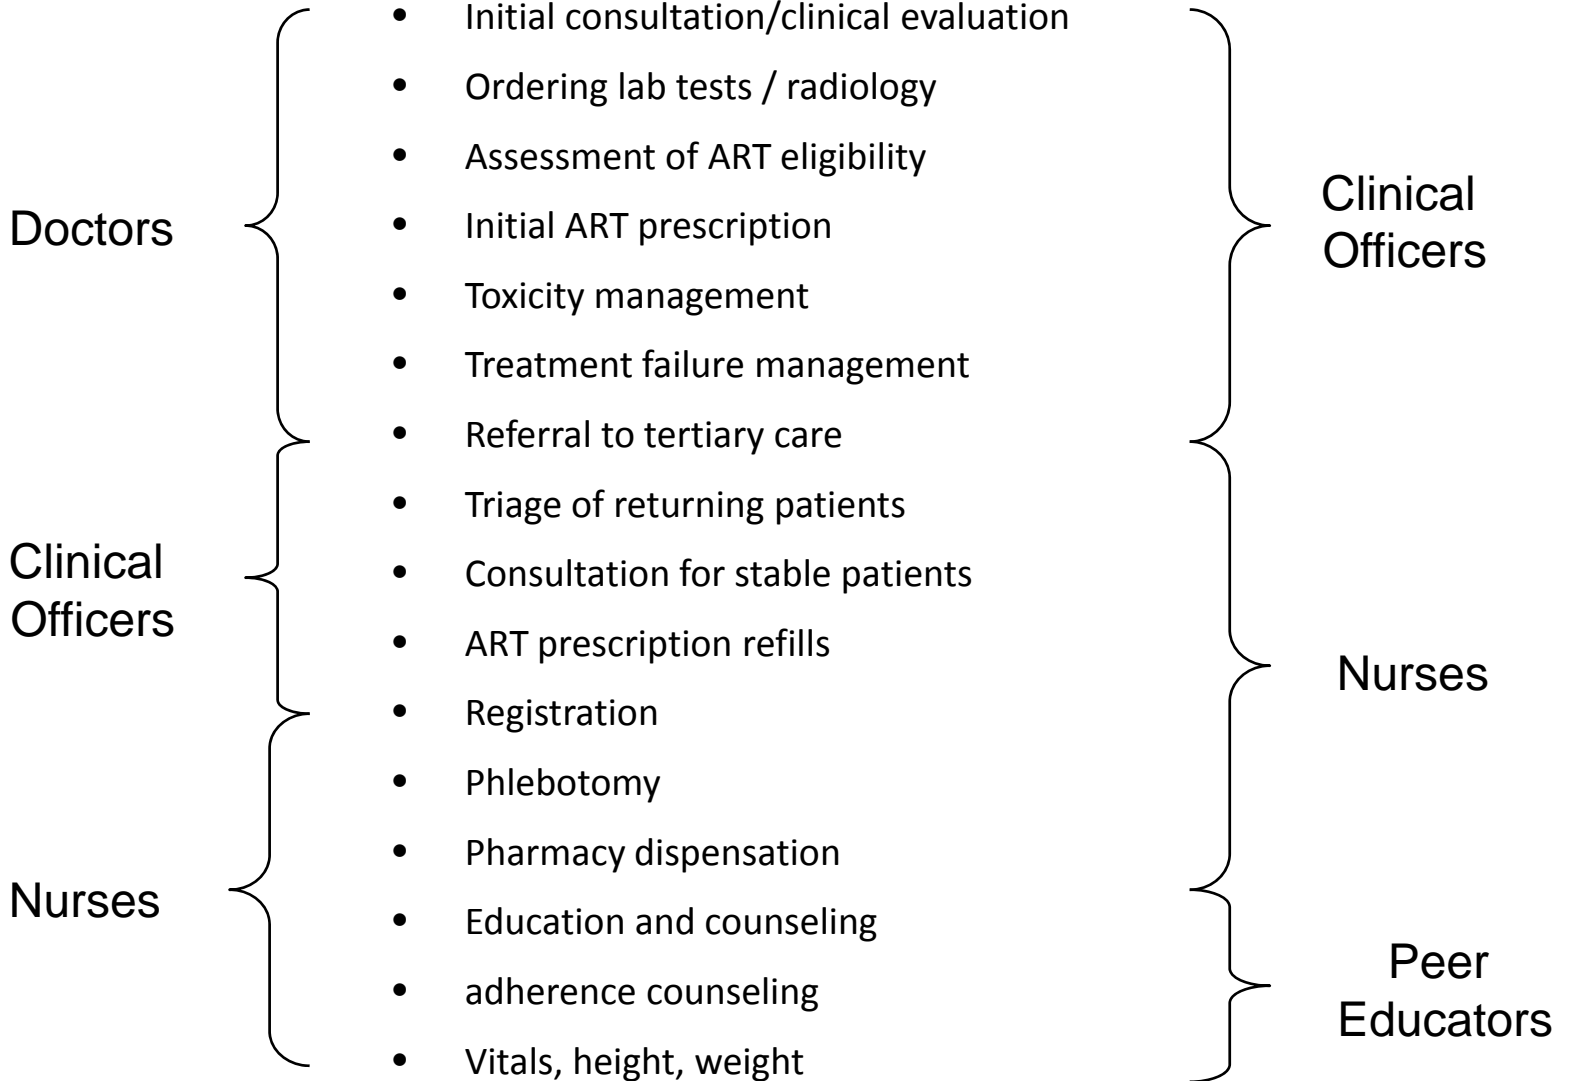 Doctors
Clinical
Officers
Nurses
• Initial consultation/clinical evaluation
• Ordering lab tests / radiology
• Assessment of ART eligibility
• Initial ART prescription
• Toxicity management
• Treatment failure management
• Referral to tertiary care
• Triage of returning patients
• Consultation for stable patients
• ART prescription refills
• Registration
• Phlebotomy
• Pharmacy dispensation
• Education and counseling
• adherence counseling
• Vitals, height, weight
Clinical
Officers
Nurses
Peer
Educators